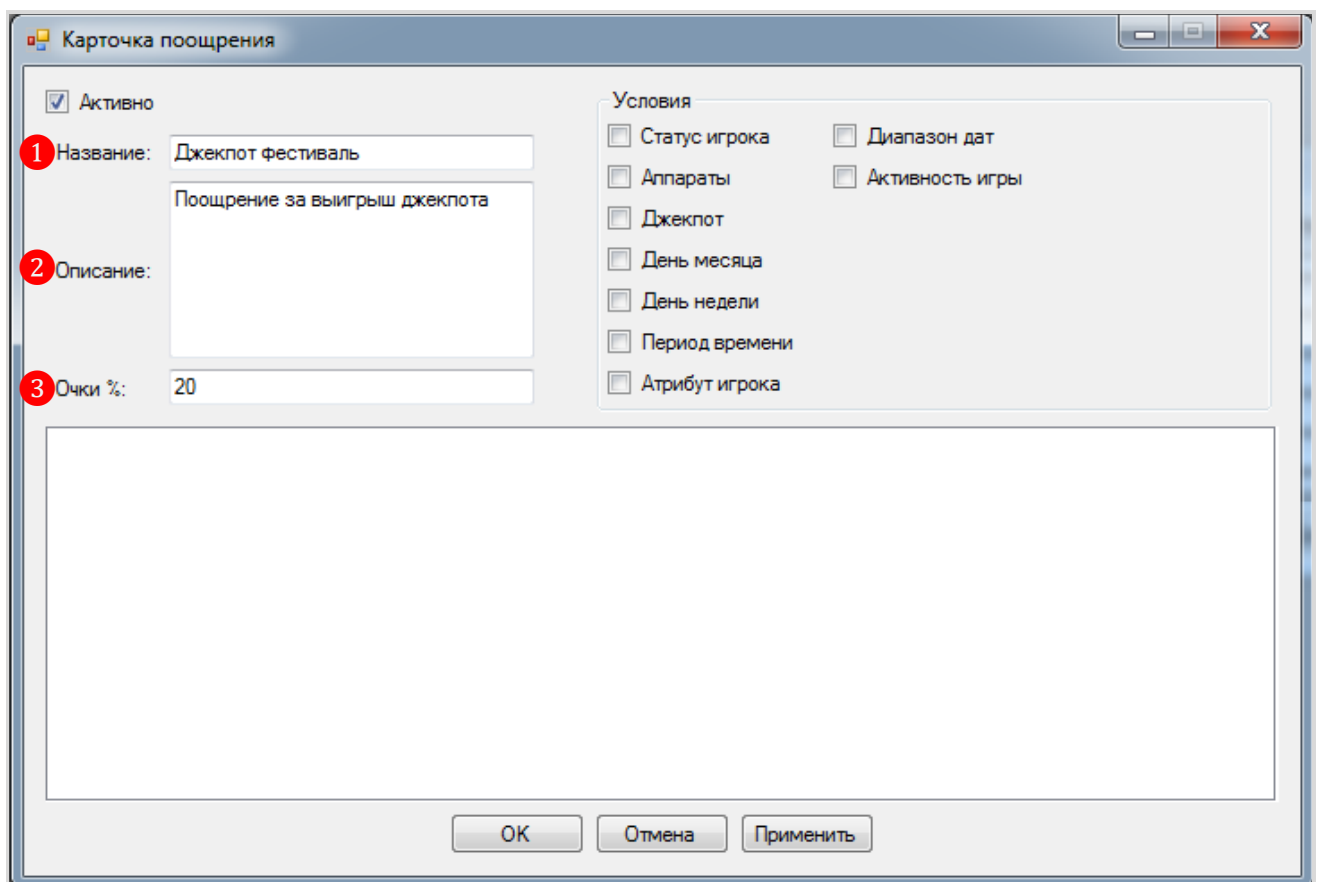 Карточка поощрения
Активно
1 Название: Джекпот фестиваль
2 Описание: Поощрение за выигрыш джекпота
3 Очки %: 20
Условия
Статус игрока
Аппараты
Джекпот
День месяца
День недели
Период времени
Атрибут игрока
Диапазон дат
Активность игры
OK
Отмена
Применить